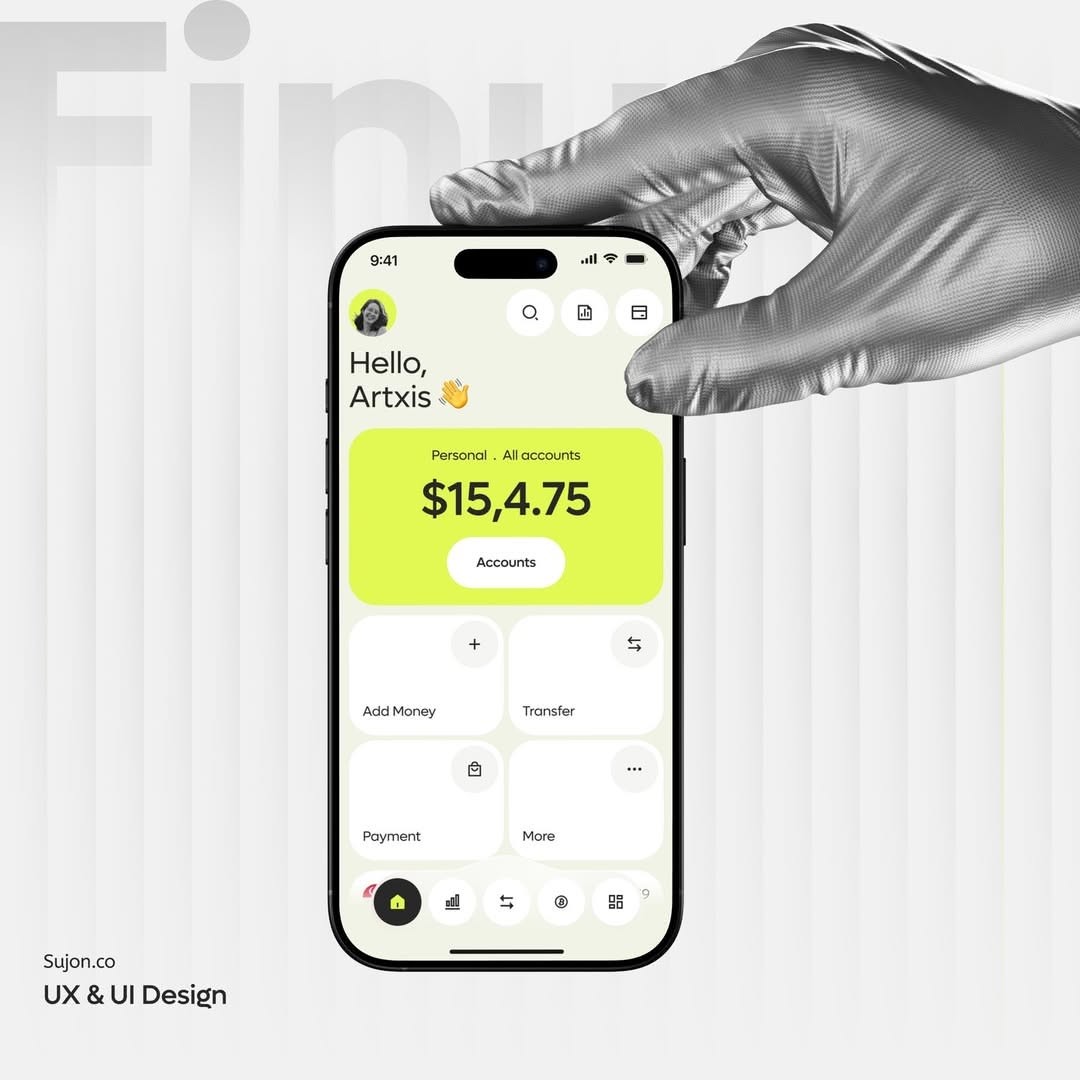 9:41
Hello,
Artxis 👋
Personal . All accounts
$15,4.75
Accounts
Add Money
Transfer
Payment
More
Sujon.co
UX & UI Design